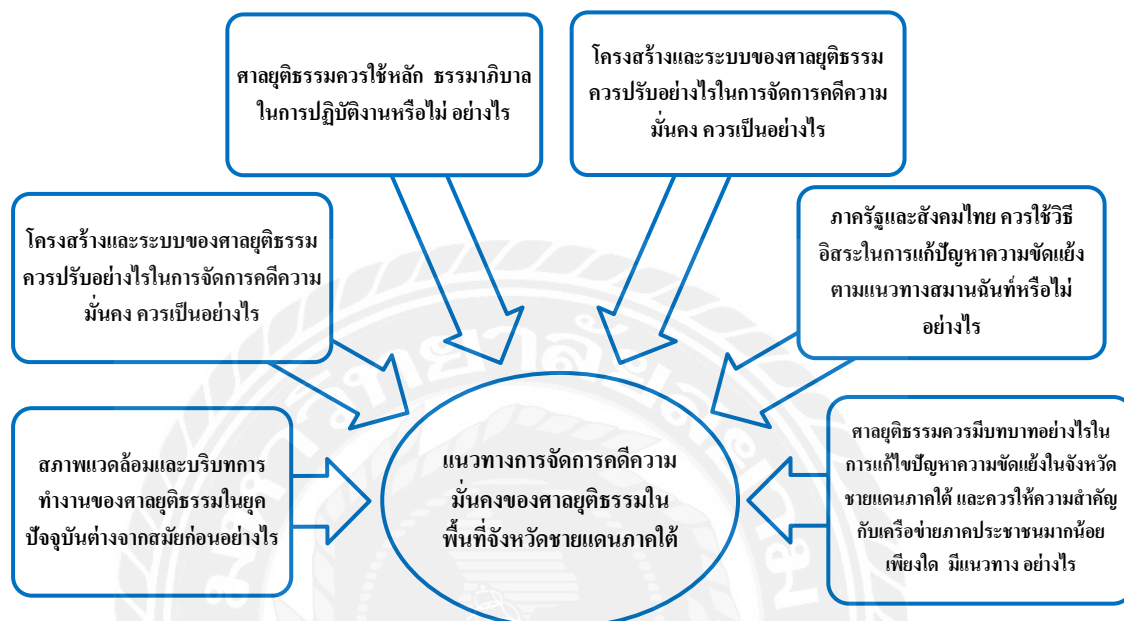 ศาลยุติธรรมควรใช้หลัก ธรรมาภิบาล
ในการปฏิบัติงานหรือไม่ อย่างไร
โครงสร้างและระบบของศาลยุติธรรม
ควรปรับอย่างไรในการจัดการคดีความ
มั่นคง ควรเป็นอย่างไร
โครงสร้างและระบบของศาลยุติธรรม
ควรปรับอย่างไรในการจัดการคดีความ
มั่นคง ควรเป็นอย่างไร
ภาครัฐและสังคมไทย ควรใช้วิธี
อิสระในการแก้ปัญหาความขัดแย้ง
ตามแนวทางสมานฉันท์หรือไม่
อย่างไร
สภาพแวดล้อมและบริบทการ
ทำงานของศาลยุติธรรมในยุค
ปัจจุบันต่างจากสมัยก่อนอย่างไร
แนวทางการจัดการคดีความ
มั่นคงของศาลยุติธรรมใน
พื้นที่จังหวัดชายแดนภาคใต้
ศาลยุติธรรมควรมีบทบาทอย่างไรใน
การแก้ไขปัญหาความขัดแย้งในจังหวัด
ชายแดนภาคใต้ และควรให้ความสำคัญ
กับเครือข่ายภาคประชาชนมากน้อย
เพียงใด มีแนวทาง อย่างไร